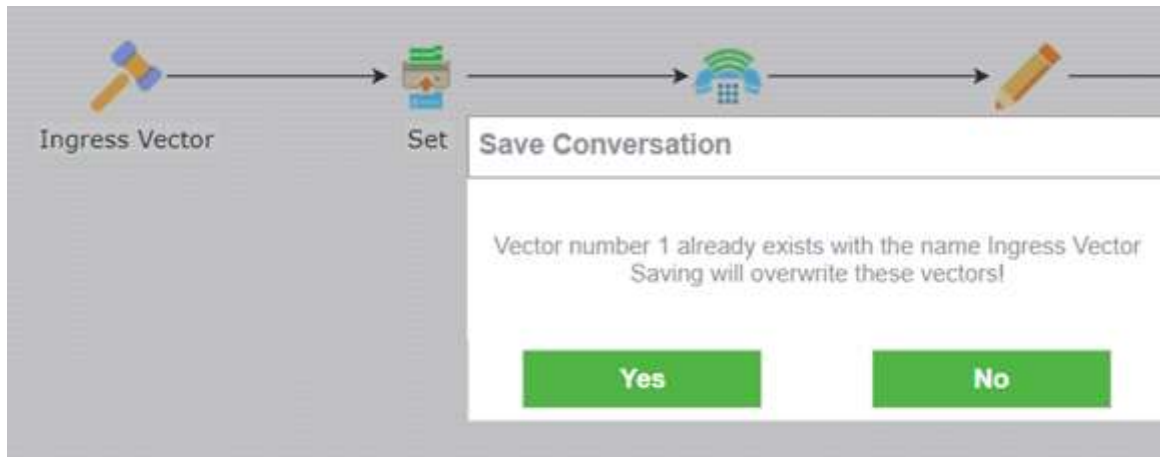 Ingress Vector
Set
Save Conversation
Vector number 1 already exists with the name Ingress Vector
Saving will overwrite these vectors!
Yes
No